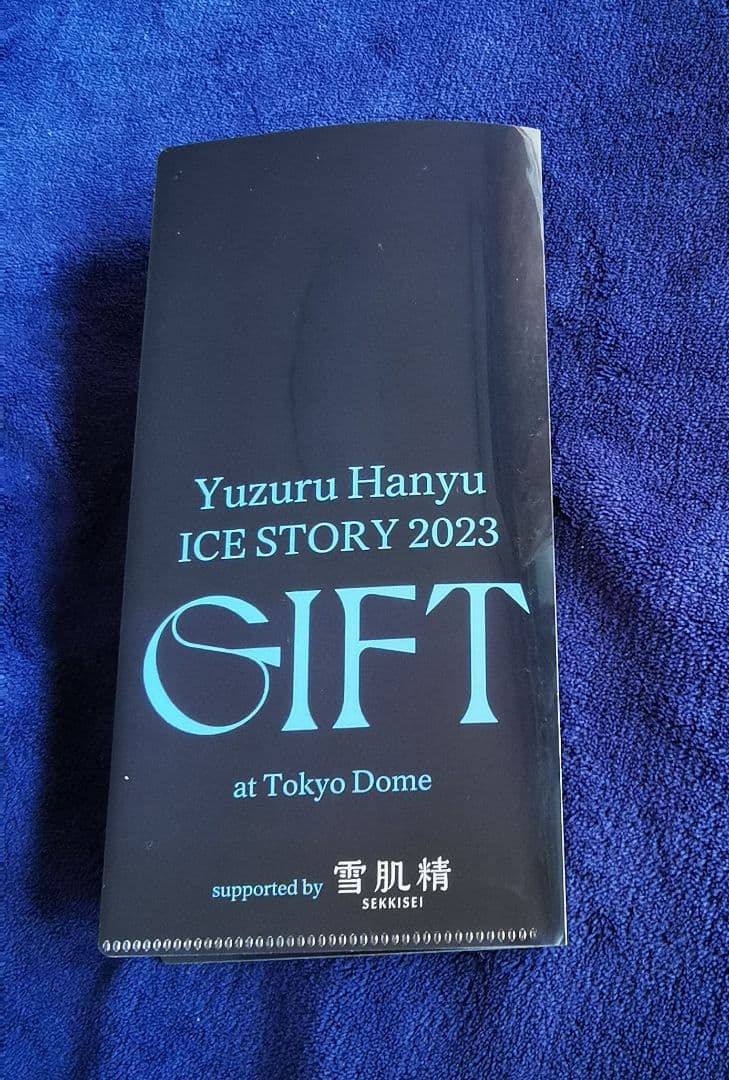 Yuzuru Hanyu
ICE STORY 2023
GIFT
at Tokyo Dome
supported by 雪肌精
SEKKISEI